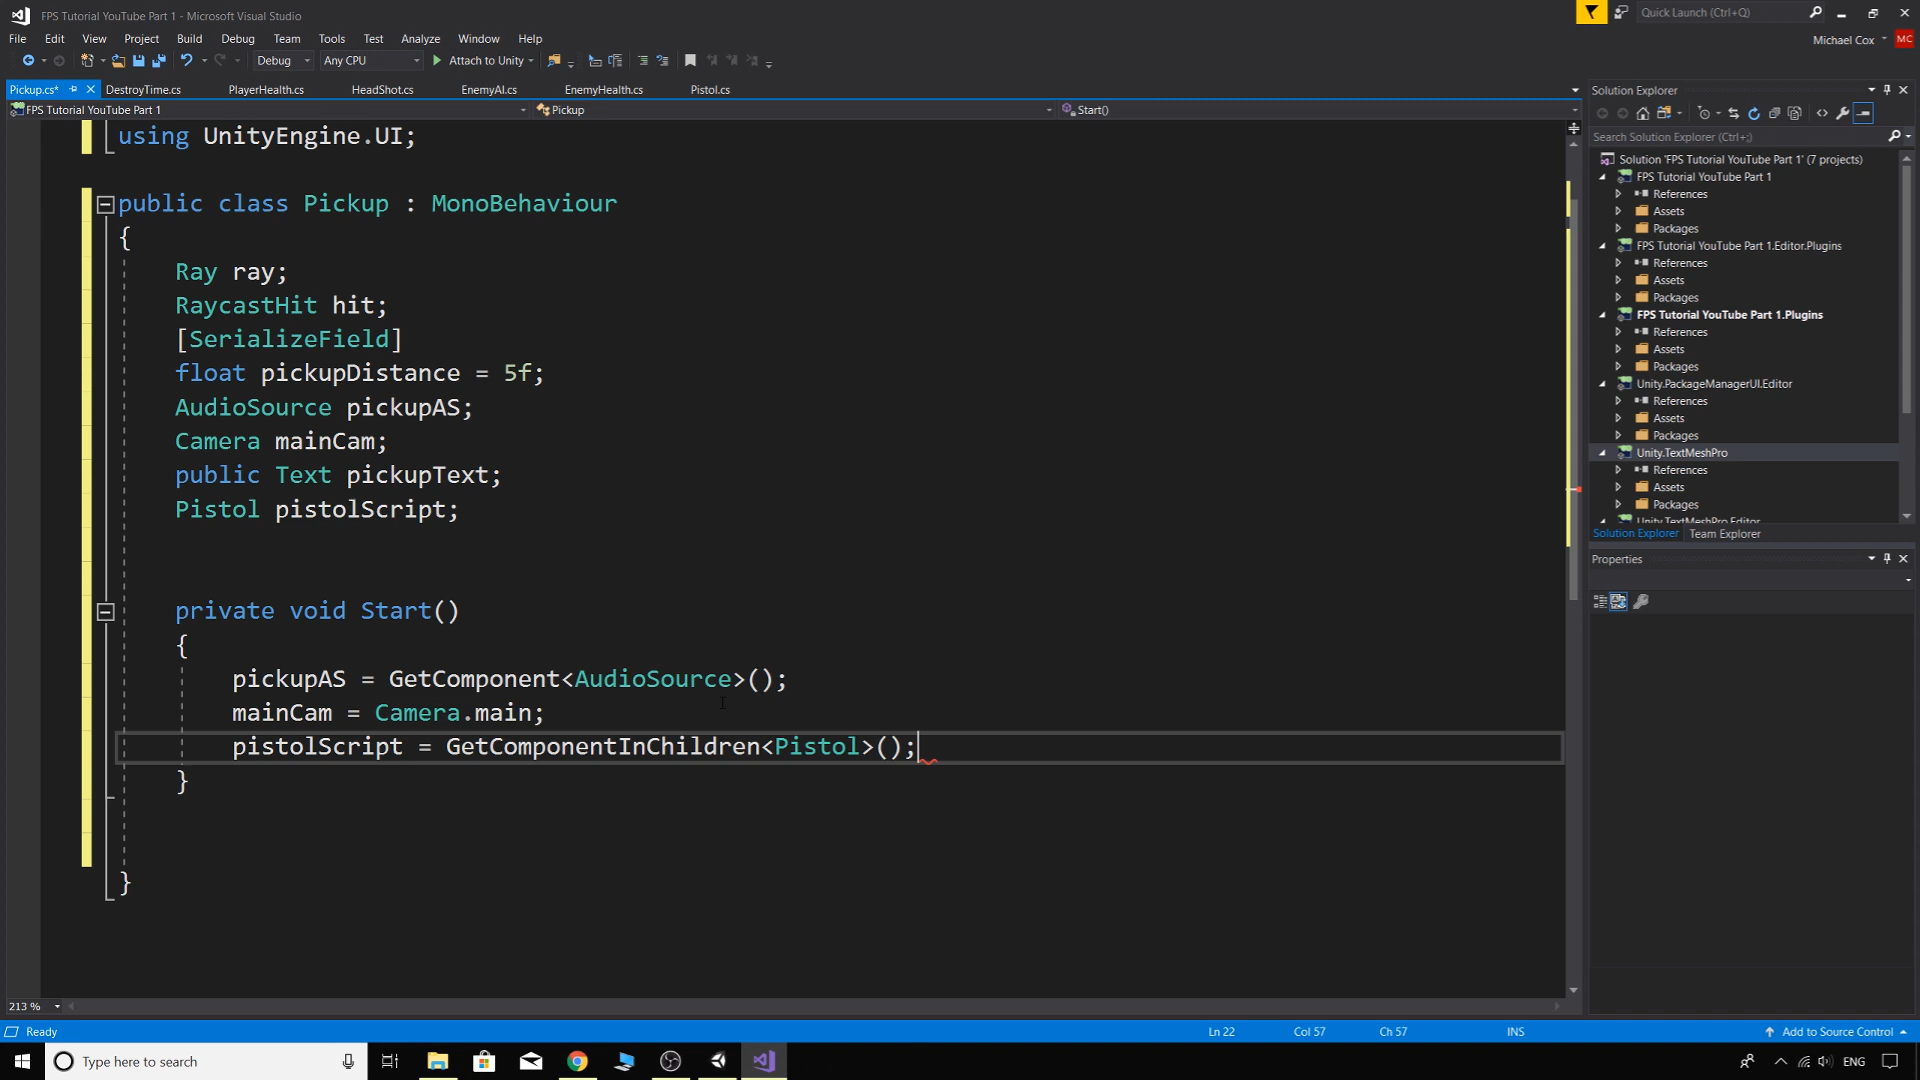 FPS Tutorial YouTube Part 1 - Microsoft Visual Studio
Quick Launch (Ctrl+Q)
File Edit View Project Build Debug Team Tools Test Analyze Window Help
Michael Cox MC
Debug Any CPU Attach to Unity
Pickup.cs* DestroyTime.cs PlayerHealth.cs HeadShot.cs EnemyAI.cs EnemyHealth.cs Pistol.cs
FPS Tutorial YouTube Part 1 Pickup Start()
using UnityEngine.UI;
public class Pickup : MonoBehaviour
{
Ray ray;
RaycastHit hit;
[SerializeField]
float pickupDistance = 5f;
AudioSource pickupAS;
Camera mainCam;
public Text pickupText;
Pistol pistolScript;
private void Start()
{
pickupAS = GetComponent<AudioSource>();
mainCam = Camera.main;
pistolScript = GetComponentInChildren<Pistol>();
}
}
213 %
Solution Explorer
Search Solution Explorer (Ctrl+;)
Solution 'FPS Tutorial YouTube Part 1' (7 projects)
FPS Tutorial YouTube Part 1
References
Assets
Packages
FPS Tutorial YouTube Part 1.Editor.Plugins
References
Assets
Packages
FPS Tutorial YouTube Part 1.Plugins
References
Assets
Packages
Unity.PackageManagerUI.Editor
References
Assets
Packages
Unity.TextMeshPro
References
Assets
Packages
Unity.TextMeshPro.Editor
Solution Explorer Team Explorer
Properties
Ready Ln 22 Col 57 Ch 57 INS Add to Source Control
Type here to search
ENG